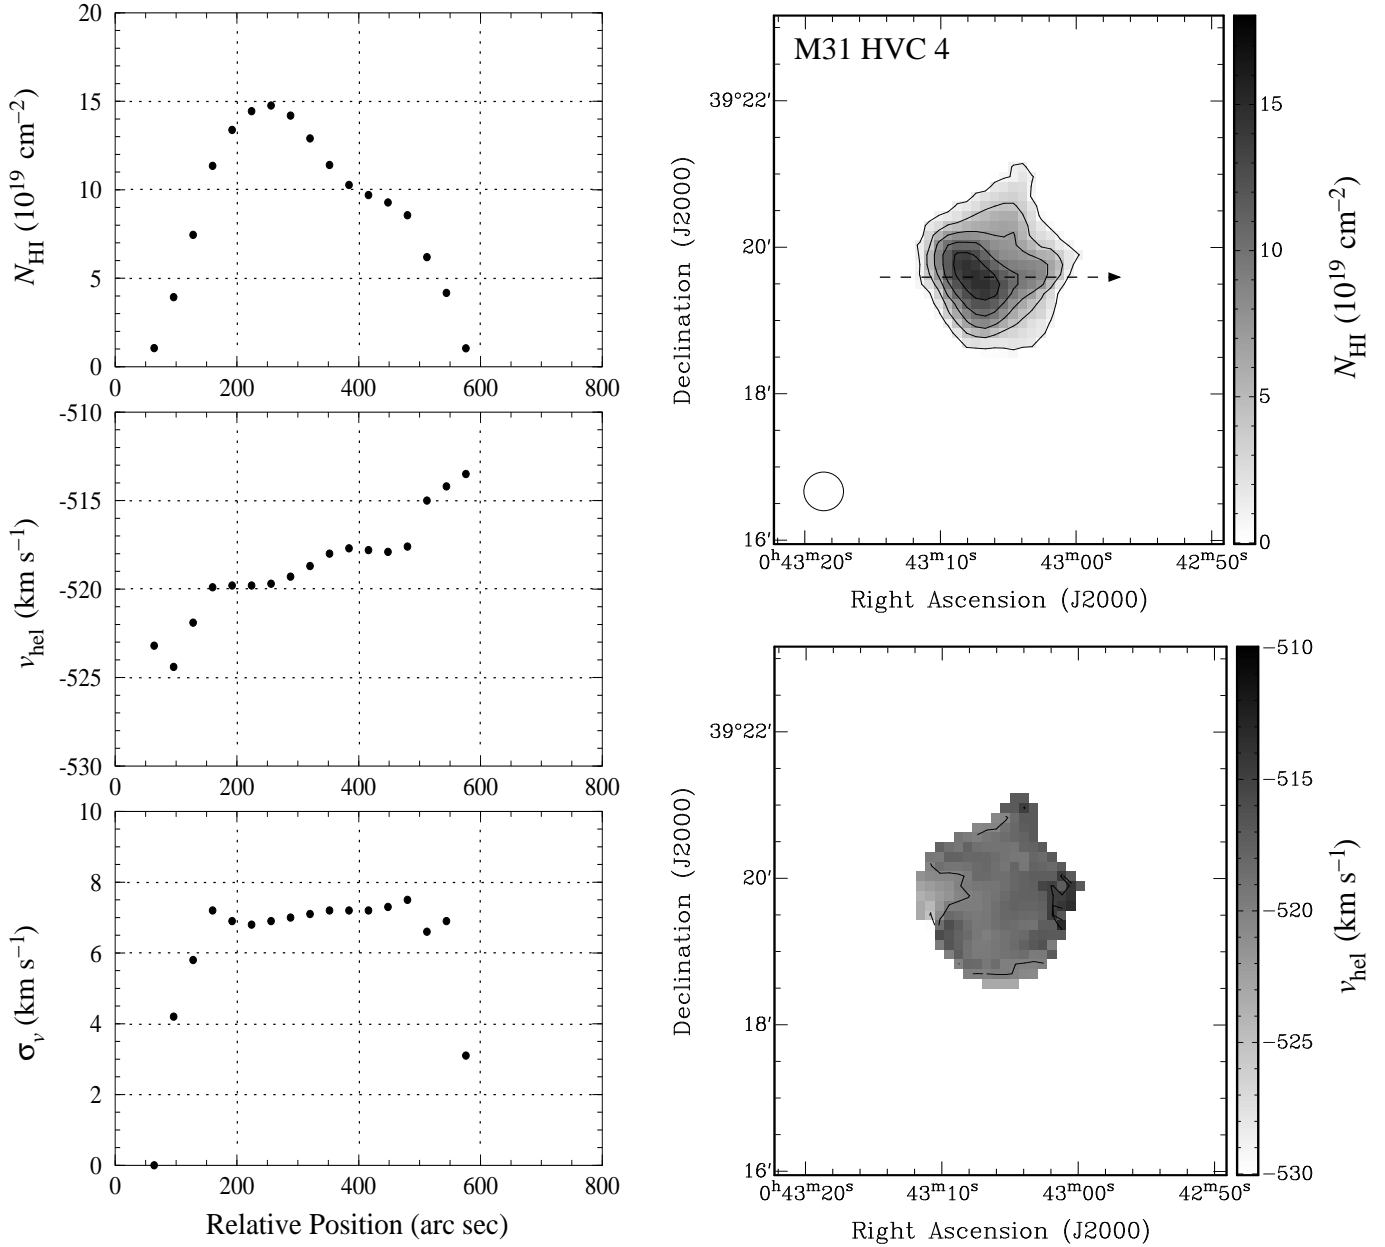 20
15
10
5
0
0 200 400 600 800
N_HI (10^19 cm^−2)
-510
-515
-520
-525
-530
0 200 400 600 800
v_hel (km s^−1)
10
8
6
4
2
0
0 200 400 600 800
σ_v (km s^−1)
Relative Position (arc sec)
M31 HVC 4
39°22′
20′
18′
16′
0^h43^m20^s 43^m10^s 43^m00^s 42^m50^s
Declination (J2000)
Right Ascension (J2000)
15
10
5
0
N_HI (10^19 cm^−2)
39°22′
20′
18′
16′
0^h43^m20^s 43^m10^s 43^m00^s 42^m50^s
Declination (J2000)
Right Ascension (J2000)
−510
−515
−520
−525
−530
v_hel (km s^−1)